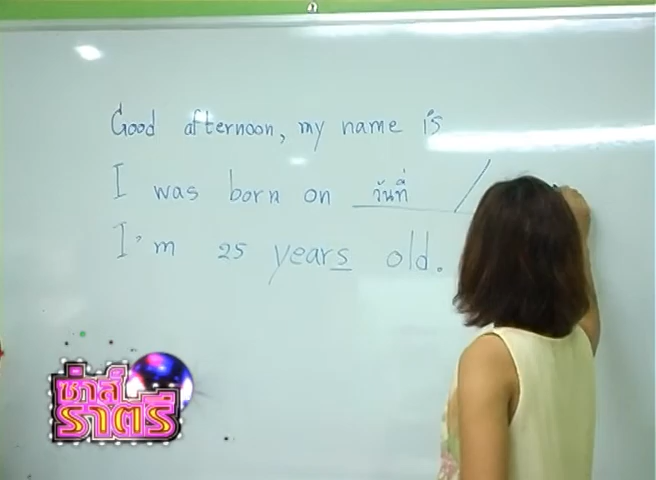 Good afternoon, my name is
I was born on วันที่ /
I'm 25 years old.
ซ่าส์
ราตรี